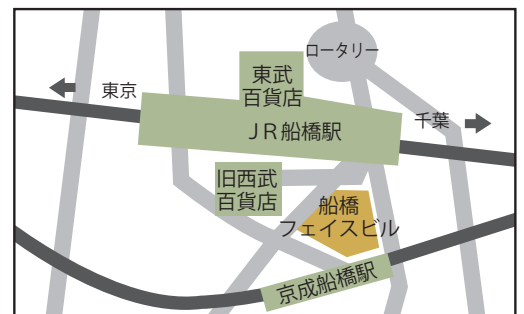 ロータリー
東武
百貨店
東京
千葉
JR船橋駅
旧西武
百貨店
船橋
フェイスビル
京成船橋駅